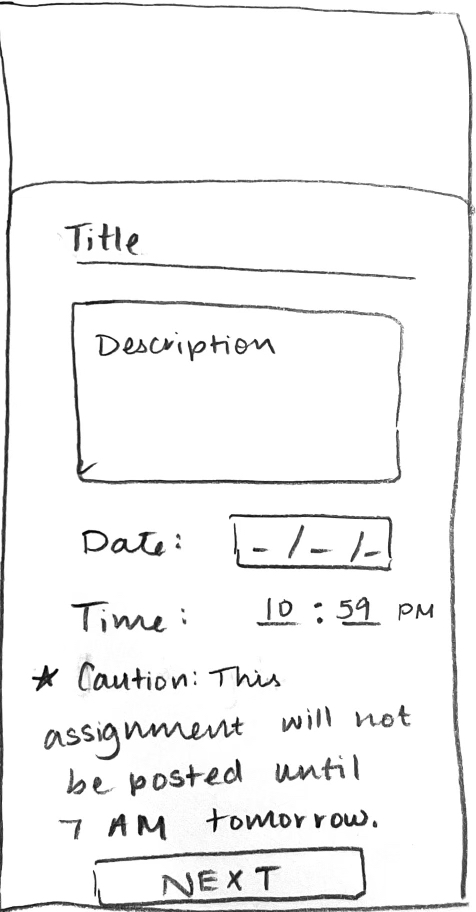 Title
Description
Date: _ / _ / _
Time: 10 : 59 PM
* Caution: This
assignment will not
be posted until
7 AM tomorrow.
NEXT